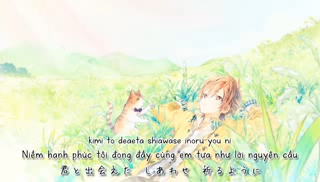 kimi to deaeta shiawase inoru you ni
Niềm hạnh phúc tôi dong đầy cùng em tựa như lời nguyện cầu
君と出会えた しあわせ 祈るように